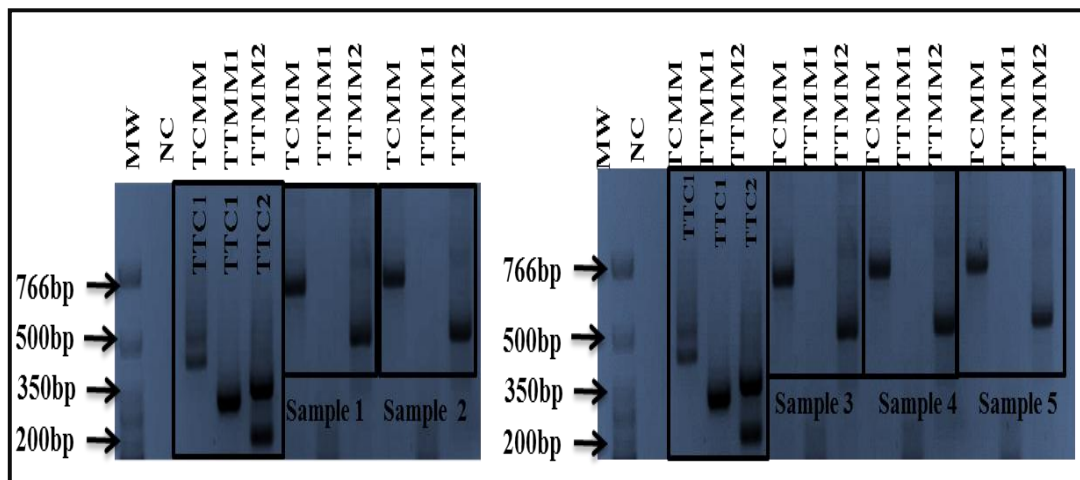 MW NC TCMM TTMM1 TTMM2 TCMM TTMM1 TTMM2 TCMM TTMM1 TTMM2
TTC1 TTC1 TTC2
766bp
500bp
350bp
200bp
Sample 1 Sample 2
MW NC TCMM TTMM1 TTMM2 TCMM TTMM1 TTMM2 TCMM TTMM1 TTMM2 TCMM TTMM1 TTMM2
TTC1 TTC1 TTC2
766bp
500bp
350bp
200bp
Sample 3 Sample 4 Sample 5